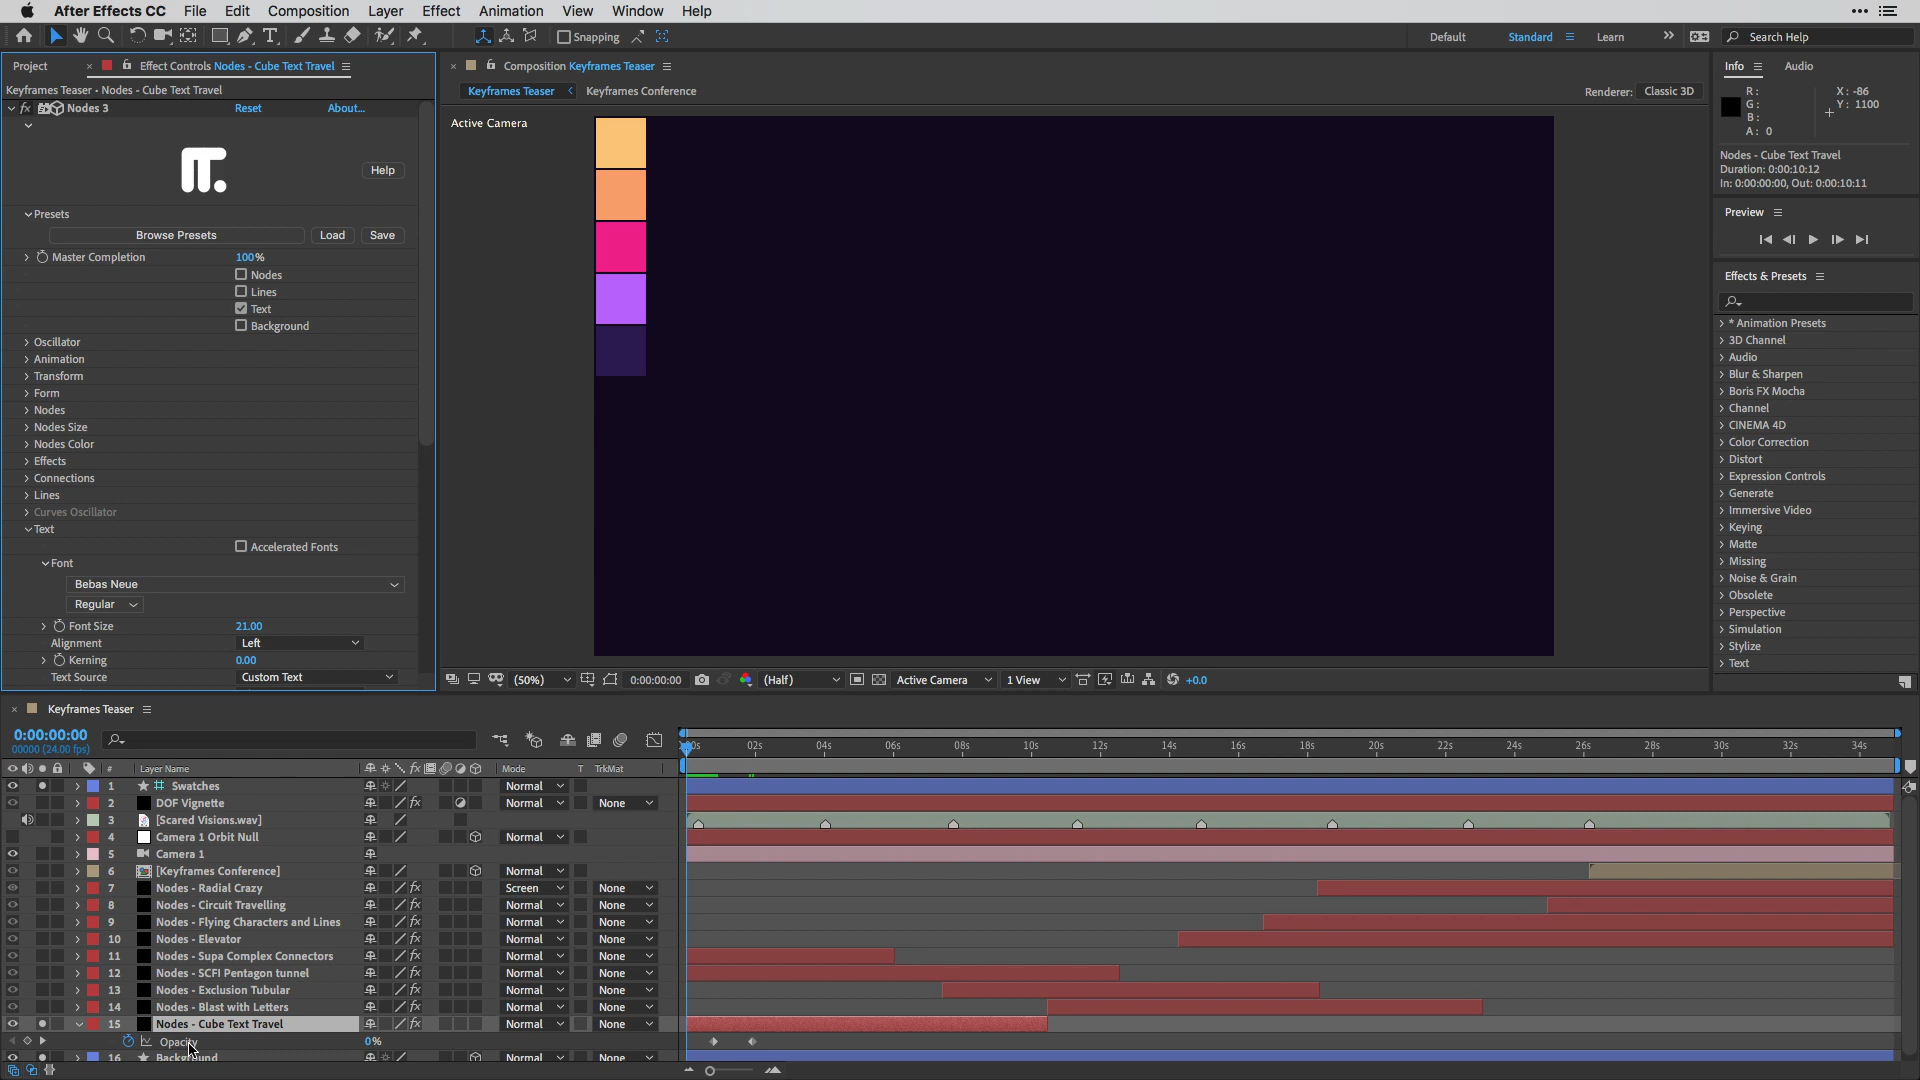 After Effects CC File Edit Composition Layer Effect Animation View Window Help
Snapping Default Standard Learn Search Help
Project Effect Controls Nodes - Cube Text Travel Composition Keyframes Teaser Info Audio
Keyframes Teaser • Nodes - Cube Text Travel
Keyframes Teaser Keyframes Conference Renderer: Classic 3D
R: X: -86
G: Y: 1100
B:
A: 0
fx Nodes 3 Reset About...
Active Camera
Help
Nodes - Cube Text Travel
Duration: 0:00:10:12
In: 0:00:00:00, Out: 0:00:10:11
Presets
Browse Presets Load Save
Master Completion 100%
Nodes
Lines
Text
Background
Oscillator
Animation
Transform
Form
Nodes
Nodes Size
Nodes Color
Effects
Connections
Lines
Curves Oscillator
Text
Accelerated Fonts
Font
Bebas Neue
Regular
Font Size 21.00
Alignment Left
Kerning 0.00
Text Source Custom Text
Preview
Effects & Presets
* Animation Presets
3D Channel
Audio
Blur & Sharpen
Boris FX Mocha
Channel
CINEMA 4D
Color Correction
Distort
Expression Controls
Generate
Immersive Video
Keying
Matte
Missing
Noise & Grain
Obsolete
Perspective
Simulation
Stylize
Text
(50%) 0:00:00:00 (Half) Active Camera 1 View +0.0
Keyframes Teaser
0:00:00:00
00000 (24.00 fps)
00s 02s 04s 06s 08s 10s 12s 14s 16s 18s 20s 22s 24s 26s 28s 30s 32s 34s
# Layer Name fx Mode T TrkMat
1 Swatches Normal
2 DOF Vignette fx Normal None
3 [Scared Visions.wav]
4 Camera 1 Orbit Null Normal
5 Camera 1
6 [Keyframes Conference] Normal
7 Nodes - Radial Crazy fx Screen None
8 Nodes - Circuit Travelling fx Normal None
9 Nodes - Flying Characters and Lines fx Normal None
10 Nodes - Elevator fx Normal None
11 Nodes - Supa Complex Connectors fx Normal None
12 Nodes - SCFI Pentagon tunnel fx Normal None
13 Nodes - Exclusion Tubular fx Normal None
14 Nodes - Blast with Letters fx Normal None
15 Nodes - Cube Text Travel fx Normal None
Opacity 0%
16 Background Normal None